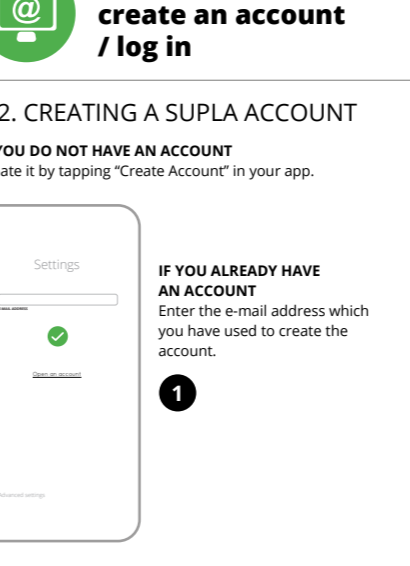 @
create an account
/ log in
2. CREATING A SUPLA ACCOUNT
YOU DO NOT HAVE AN ACCOUNT
ate it by tapping “Create Account” in your app.
Settings
MAIL ADDRESS
Open an account
Advanced settings
IF YOU ALREADY HAVE
AN ACCOUNT
Enter the e-mail address which
you have used to create the
account.
1